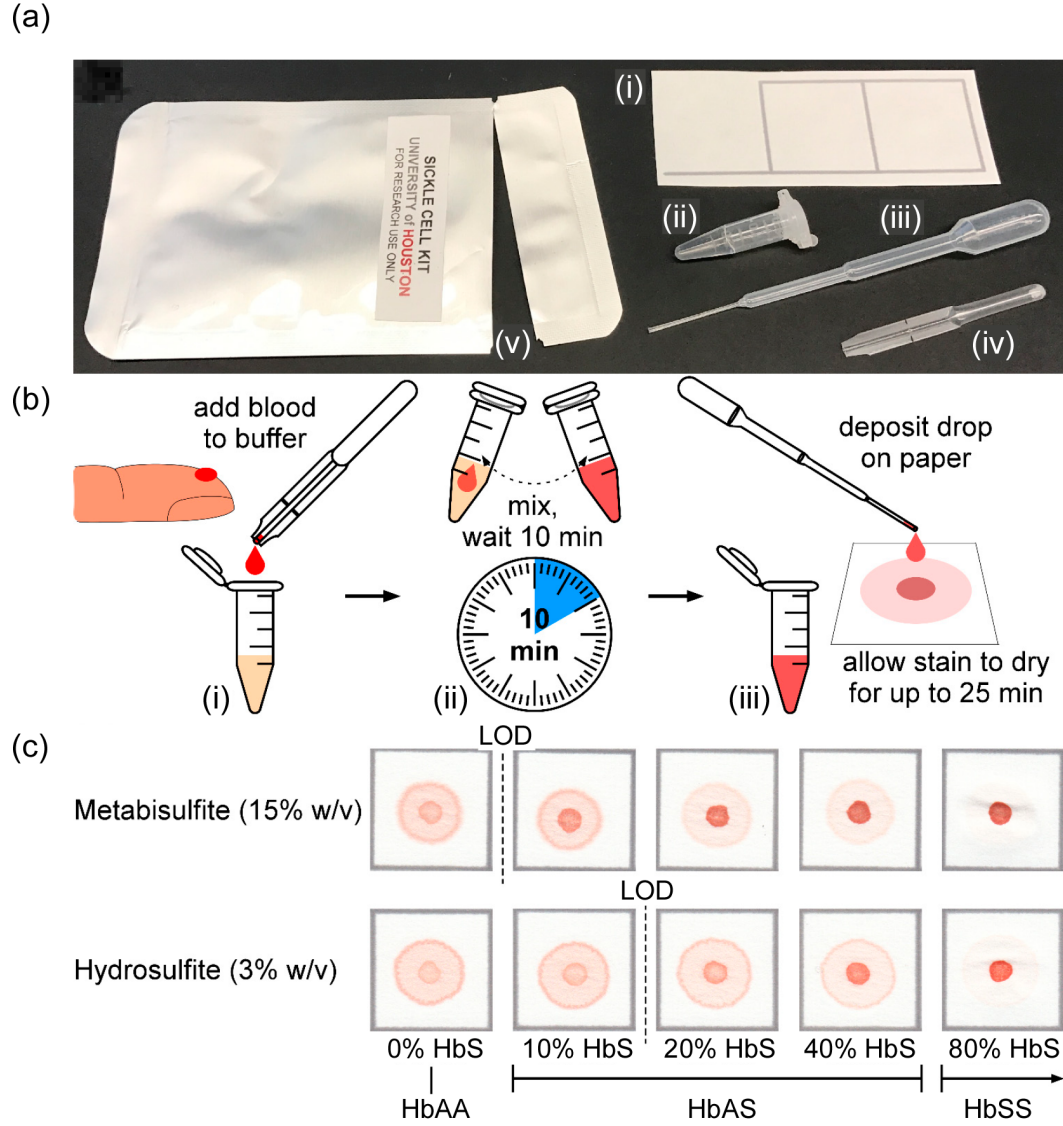 (a)
(i)
(ii)
(iii)
(iv)
(v)
SICKLE CELL KIT
UNIVERSITY of HOUSTON
FOR RESEARCH USE ONLY
(b)
add blood
to buffer
mix,
wait 10 min
10
min
deposit drop
on paper
allow stain to dry
for up to 25 min
(i)
(ii)
(iii)
(c)
LOD
Metabisulfite (15% w/v)
LOD
Hydrosulfite (3% w/v)
0% HbS
10% HbS
20% HbS
40% HbS
80% HbS
HbAA
HbAS
HbSS